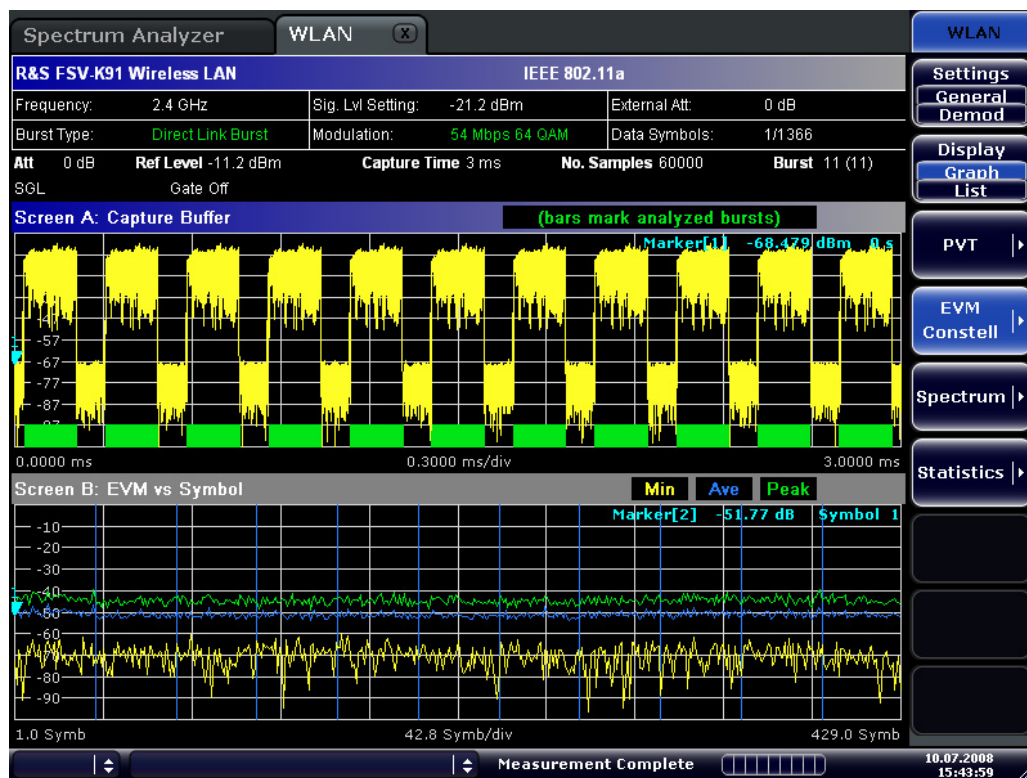 Spectrum Analyzer WLAN X WLAN
R&S FSV-K91 Wireless LAN IEEE 802.11a
Frequency: 2.4 GHz Sig. Lvl Setting: -21.2 dBm External Att: 0 dB
Burst Type: Direct Link Burst Modulation: 54 Mbps 64 QAM Data Symbols: 1/1366
Att 0 dB Ref Level -11.2 dBm Capture Time 3 ms No. Samples 60000 Burst 11 (11)
SGL Gate Off
Screen A: Capture Buffer (bars mark analyzed bursts)
Marker[1] -68.479 dBm 0 s
-47
-57
-67
-77
-87
-97
0.0000 ms 0.3000 ms/div 3.0000 ms
Screen B: EVM vs Symbol Min Ave Peak
Marker[2] -51.77 dB Symbol 1
-10
-20
-30
-40
-50
-60
-80
-90
1.0 Symb 42.8 Symb/div 429.0 Symb
Measurement Complete
Settings
General
Demod
Display
Graph
List
PVT
EVM
Constell
Spectrum
Statistics
10.07.2008
15:43:59